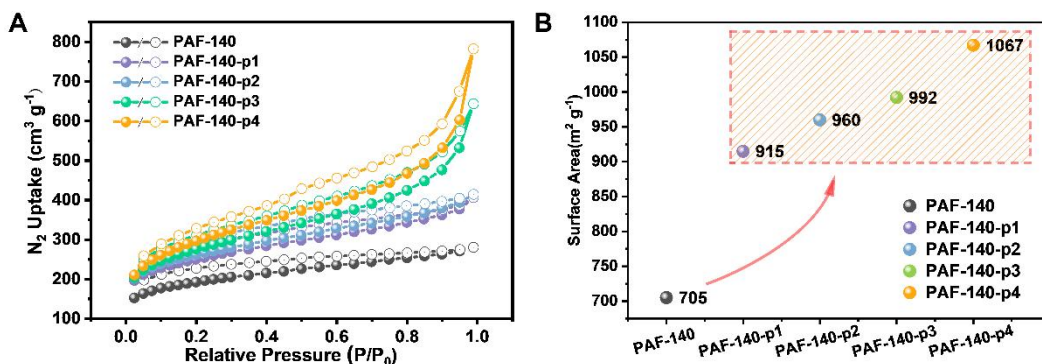 A
N₂ Uptake (cm³ g⁻¹)
800
700
600
500
400
300
200
100
PAF-140
PAF-140-p1
PAF-140-p2
PAF-140-p3
PAF-140-p4
0.0 0.2 0.4 0.6 0.8 1.0
Relative Pressure (P/P₀)
B
Surface Area(m² g⁻¹)
1100
1050
1000
950
900
850
800
750
700
1067
992
960
915
705
PAF-140
PAF-140-p1
PAF-140-p2
PAF-140-p3
PAF-140-p4
PAF-140 PAF-140-p1 PAF-140-p2 PAF-140-p3 PAF-140-p4